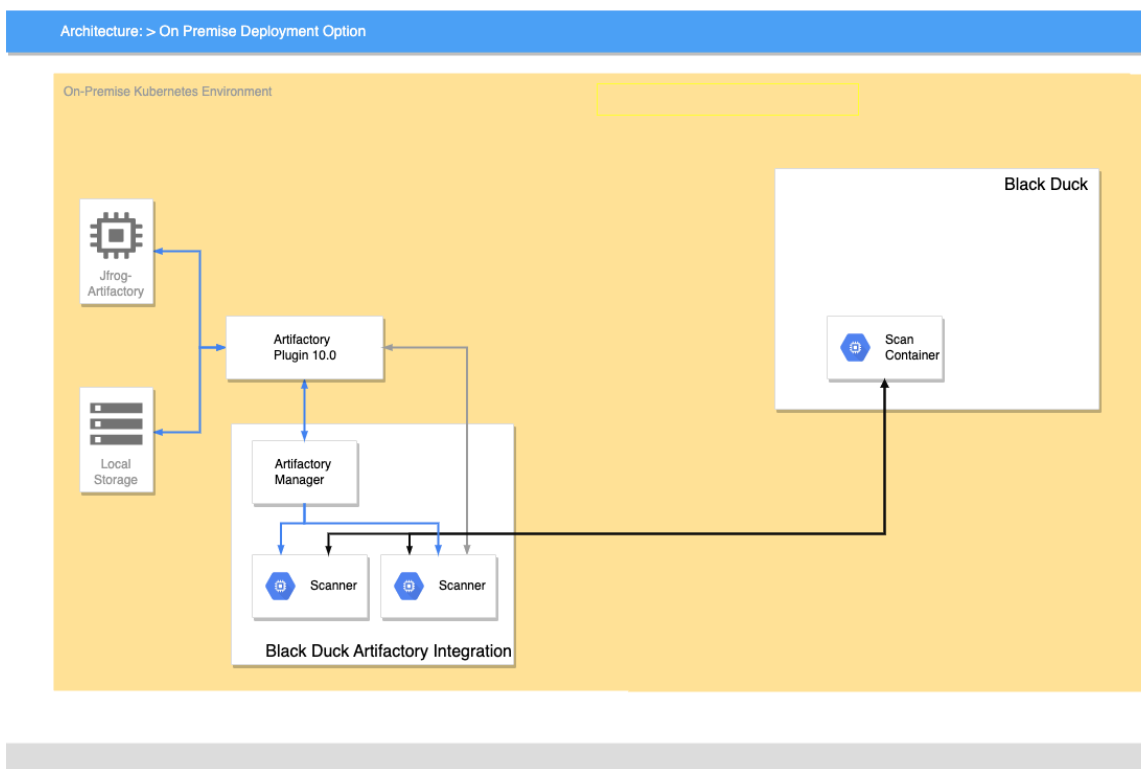 Architecture: > On Premise Deployment Option
On-Premise Kubernetes Environment
Black Duck
Jfrog-
Artifactory
Artifactory
Plugin 10.0
Scan
Container
Local
Storage
Artifactory
Manager
Scanner
Scanner
Black Duck Artifactory Integration